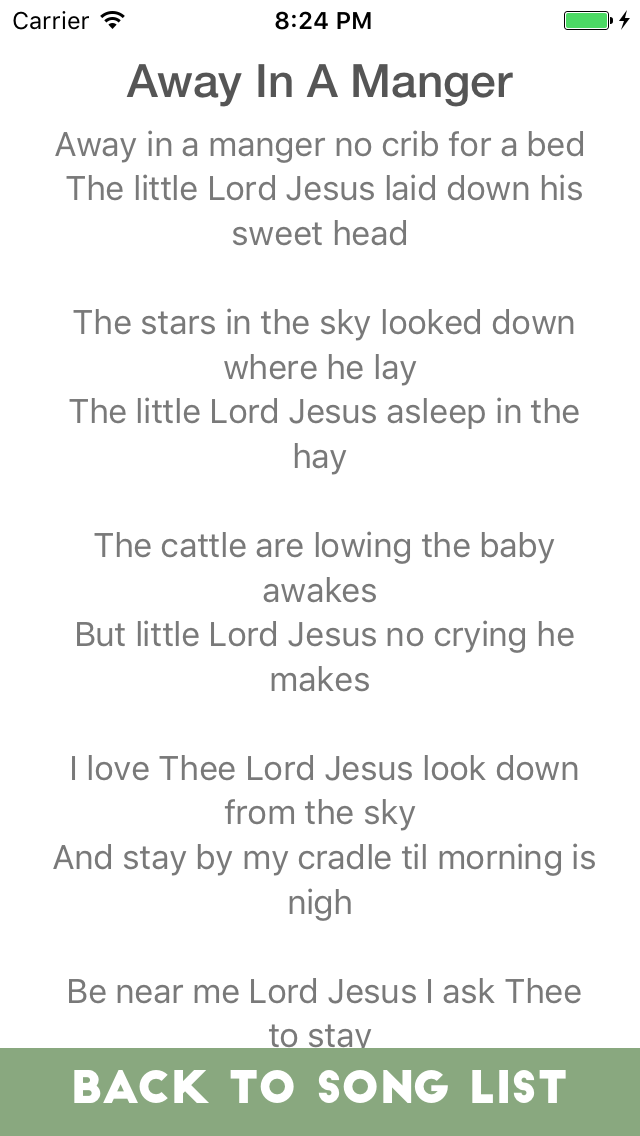 Carrier 8:24 PM
Away In A Manger
Away in a manger no crib for a bed
The little Lord Jesus laid down his
sweet head
The stars in the sky looked down
where he lay
The little Lord Jesus asleep in the
hay
The cattle are lowing the baby
awakes
But little Lord Jesus no crying he
makes
I love Thee Lord Jesus look down
from the sky
And stay by my cradle til morning is
nigh
Be near me Lord Jesus I ask Thee
to stay
BACK TO SONG LIST